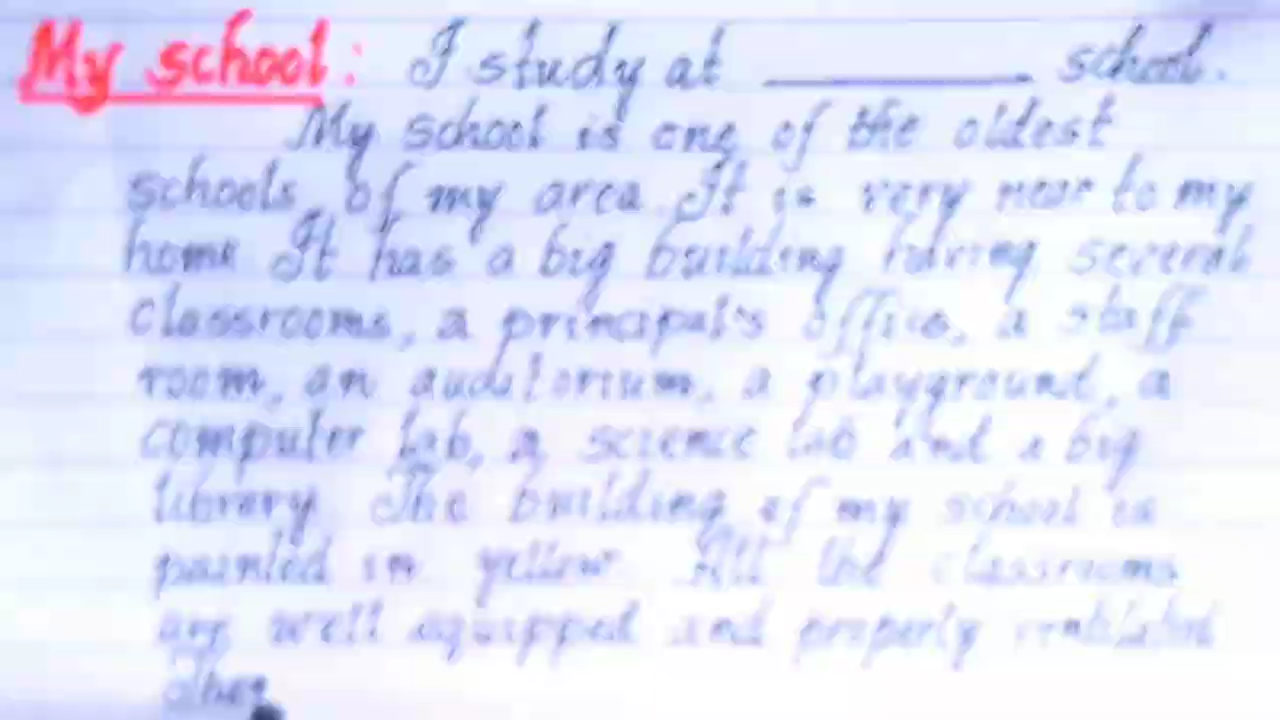 My school: I study at ________ school.
My school is one of the oldest
schools of my area. It is very near to my
home. It has a big building having several
classrooms, a principal's office, a staff
room, an auditorium, a playground, a
computer lab, a science lab and a big
library. The building of my school is
painted in yellow. All the classrooms
are well equipped and properly ventilated